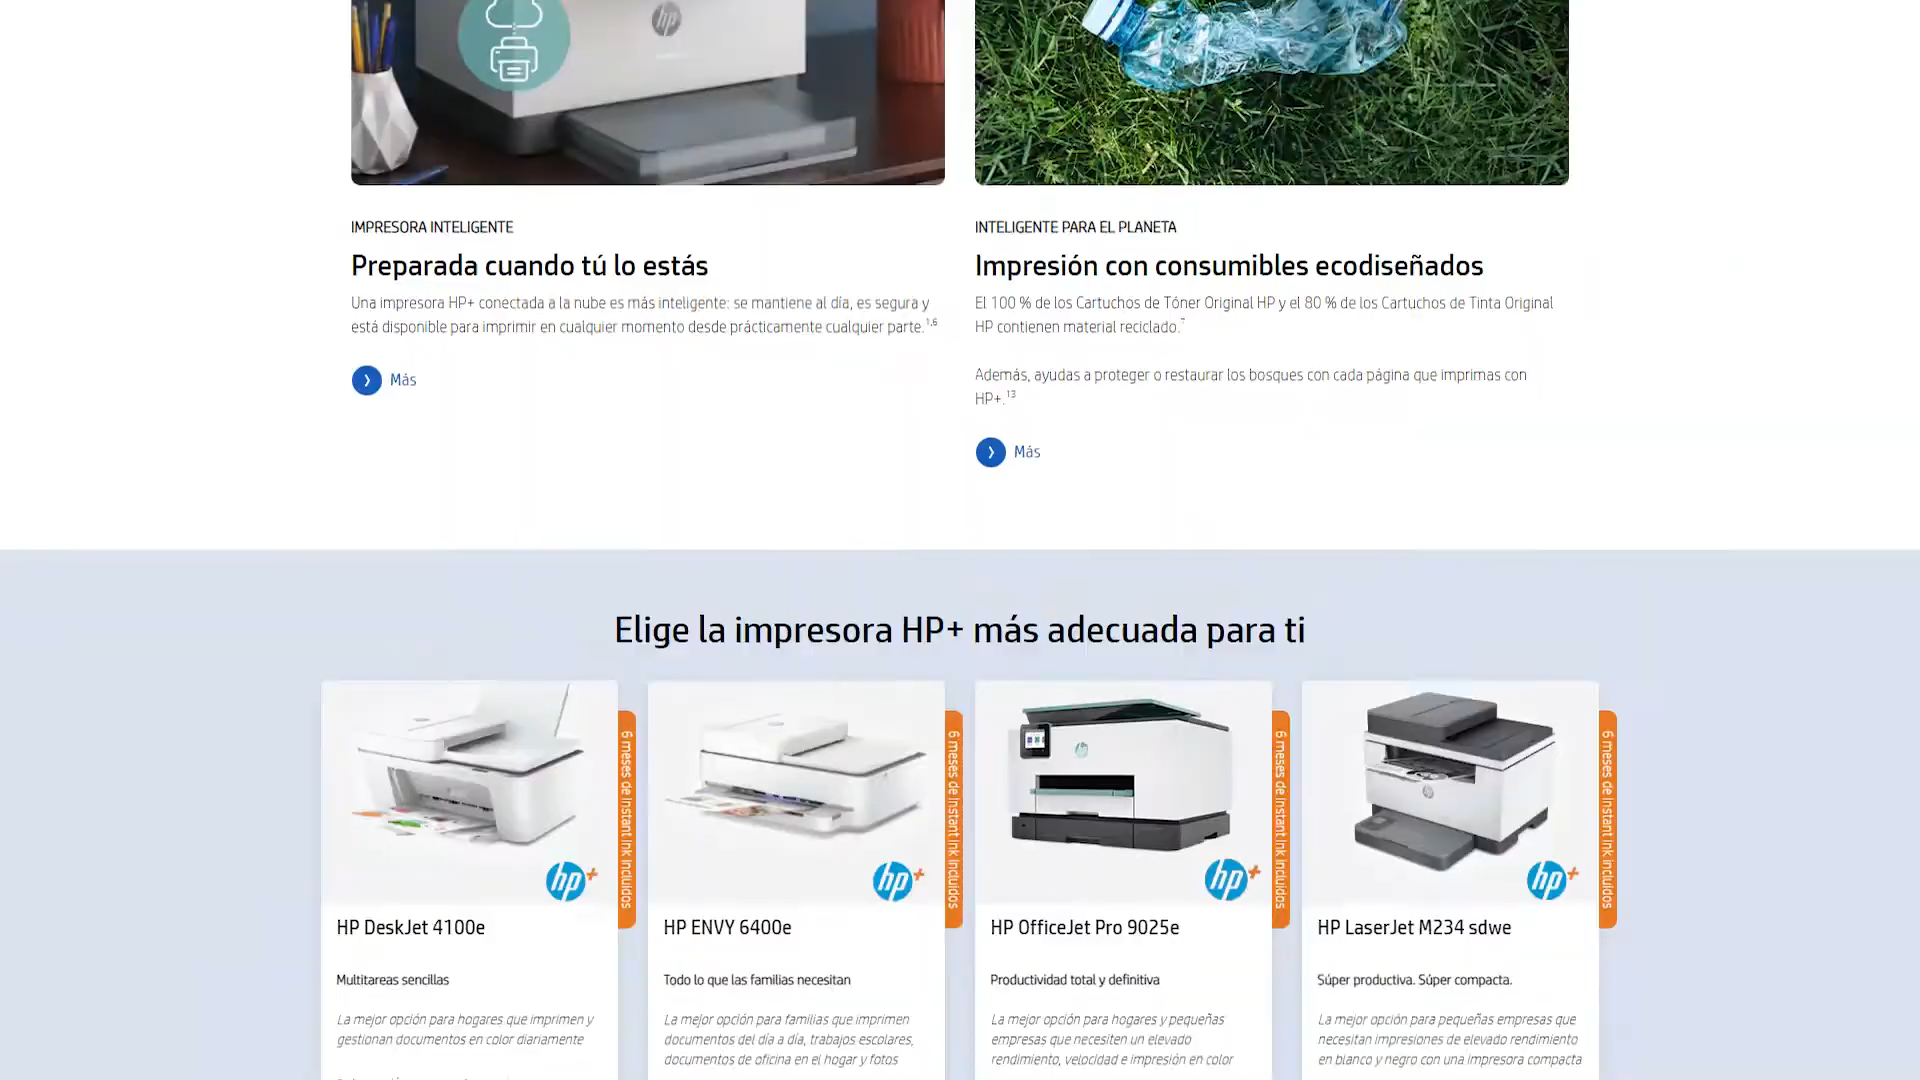 hp
IMPRESORA INTELIGENTE
Preparada cuando tú lo estás
Una impresora HP+ conectada a la nube es más inteligente: se mantiene al día, es segura y
está disponible para imprimir en cualquier momento desde prácticamente cualquier parte.1,6
Más
INTELIGENTE PARA EL PLANETA
Impresión con consumibles ecodiseñados
El 100 % de los Cartuchos de Tóner Original HP y el 80 % de los Cartuchos de Tinta Original
HP contienen material reciclado.7
Además, ayudas a proteger o restaurar los bosques con cada página que imprimas con
HP+.13
Más
Elige la impresora HP+ más adecuada para ti
hp+
6 meses de Instant Ink incluidos
HP DeskJet 4100e
Multitareas sencillas
La mejor opción para hogares que imprimen y
gestionan documentos en color diariamente
hp+
6 meses de Instant Ink incluidos
HP ENVY 6400e
Todo lo que las familias necesitan
La mejor opción para familias que imprimen
documentos del día a día, trabajos escolares,
documentos de oficina en el hogar y fotos
hp+
6 meses de Instant Ink incluidos
HP OfficeJet Pro 9025e
Productividad total y definitiva
La mejor opción para hogares y pequeñas
empresas que necesiten un elevado
rendimiento, velocidad e impresión en color
hp+
6 meses de Instant Ink incluidos
HP LaserJet M234 sdwe
Súper productiva. Súper compacta.
La mejor opción para pequeñas empresas que
necesitan impresiones de elevado rendimiento
en blanco y negro con una impresora compacta